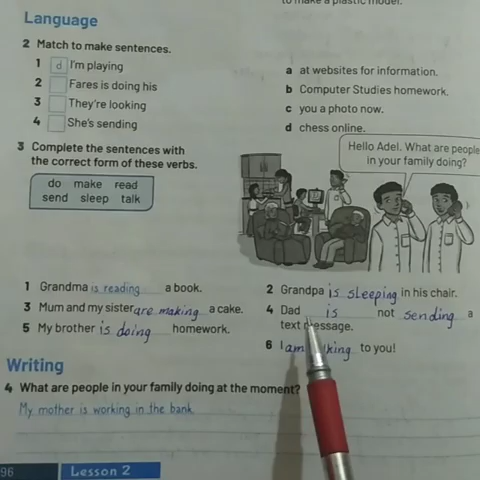 to make a plastic model.
Language
2 Match to make sentences.
1 d I'm playing
2 Fares is doing his
3 They're looking
4 She's sending
a at websites for information.
b Computer Studies homework.
c you a photo now.
d chess online.
3 Complete the sentences with
the correct form of these verbs.
do make read
send sleep talk
Hello Adel. What are people
in your family doing?
1 Grandma is reading a book.
2 Grandpa is sleeping in his chair.
3 Mum and my sister are making a cake.
4 Dad is not sending a
text message.
5 My brother is doing homework.
6 I am to you!
Writing
4 What are people in your family doing at the moment?
My mother is working in the bank
96 Lesson 2